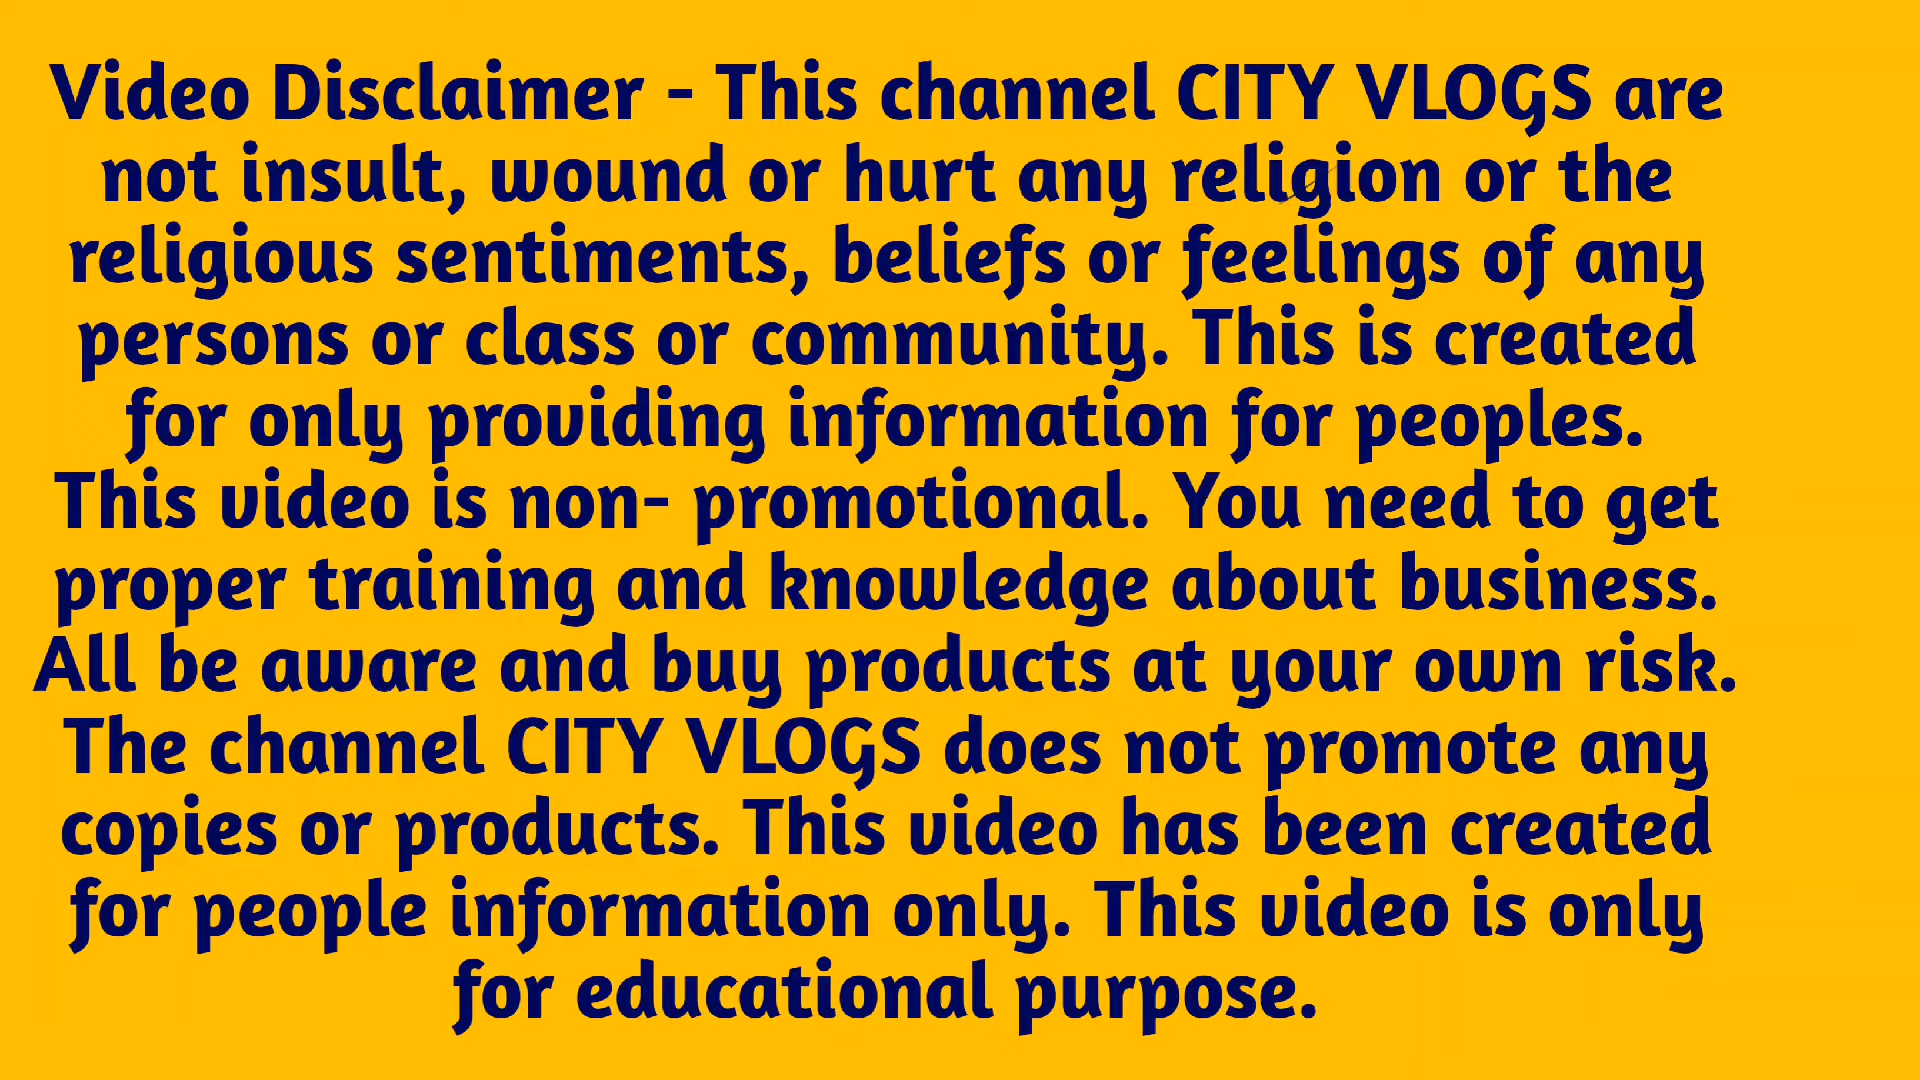 Video Disclaimer - This channel CITY VLOGS are
not insult, wound or hurt any religion or the
religious sentiments, beliefs or feelings of any
persons or class or community. This is created
for only providing information for peoples.
This video is non- promotional. You need to get
proper training and knowledge about business.
All be aware and buy products at your own risk.
The channel CITY VLOGS does not promote any
copies or products. This video has been created
for people information only. This video is only
for educational purpose.